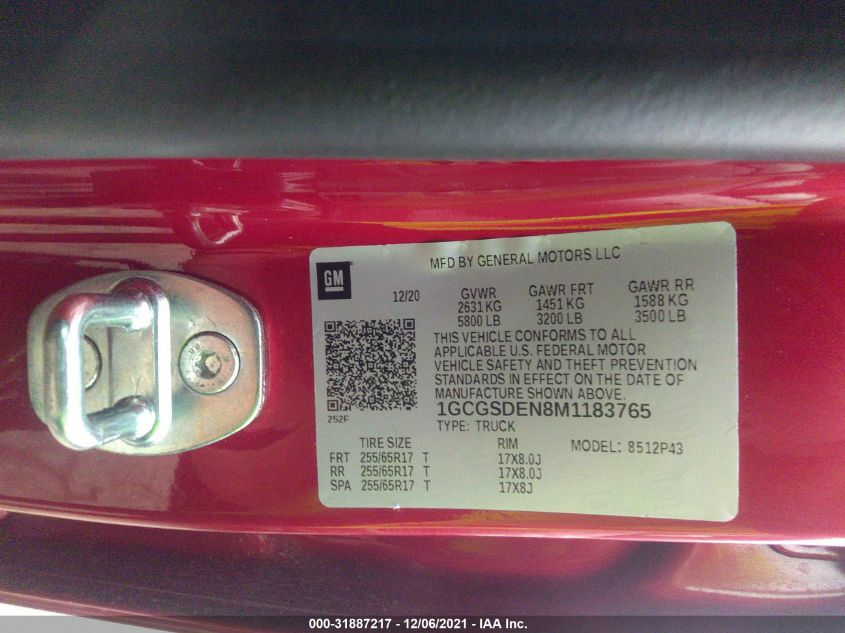 GM
MFD BY GENERAL MOTORS LLC
12/20 GVWR GAWR FRT GAWR RR
2631 KG 1451 KG 1588 KG
5800 LB 3200 LB 3500 LB
THIS VEHICLE CONFORMS TO ALL
APPLICABLE U.S. FEDERAL MOTOR
VEHICLE SAFETY AND THEFT PREVENTION
STANDARDS IN EFFECT ON THE DATE OF
MANUFACTURE SHOWN ABOVE.
252F
1GCGSDEN8M1183765
TYPE: TRUCK
TIRE SIZE RIM MODEL: 8512P43
FRT 255/65R17 T 17X8.0J
RR 255/65R17 T 17X8.0J
SPA 255/65R17 T 17X8J
000-31887217 - 12/06/2021 - IAA Inc.